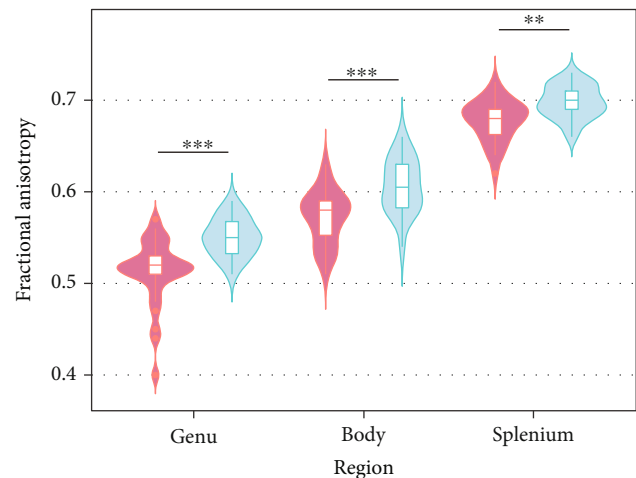 **
***
***
0.7
0.6
0.5
0.4
Fractional anisotropy
Genu Body Splenium
Region